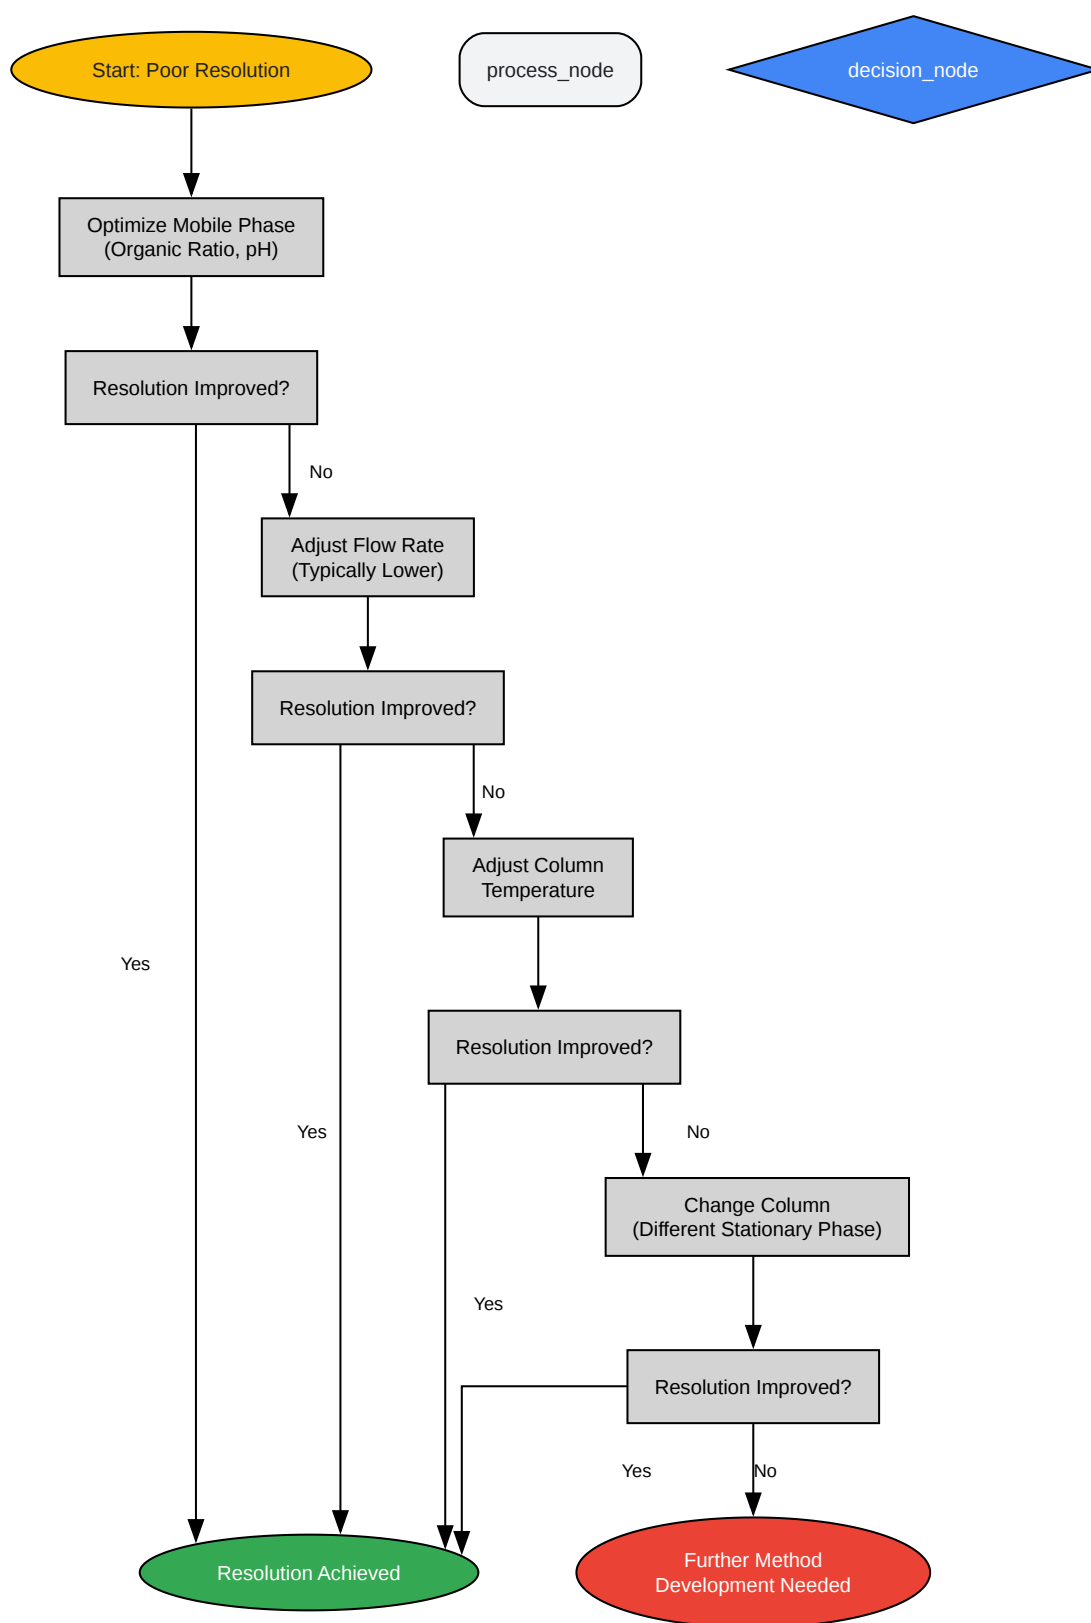 Start: Poor Resolution
process_node
decision_node
Optimize Mobile Phase
(Organic Ratio, pH)
Resolution Improved?
No
Adjust Flow Rate
(Typically Lower)
Resolution Improved?
No
Adjust Column
Temperature
Yes
Resolution Improved?
Yes
No
Change Column
(Different Stationary Phase)
Yes
Resolution Improved?
Yes
No
Resolution Achieved
Further Method
Development Needed